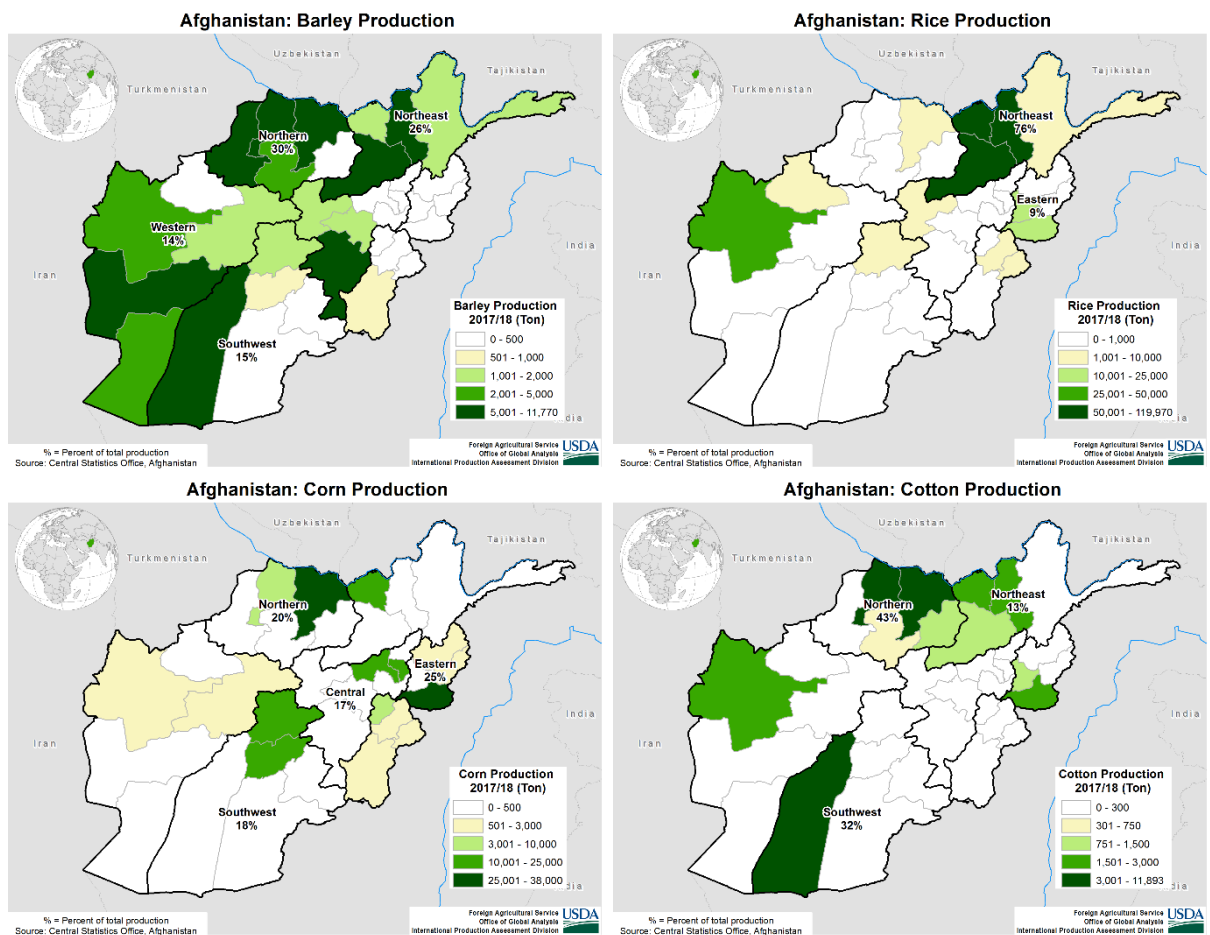 Afghanistan: Barley Production
Uzbekistan
Tajikistan
Turkmenistan
Northeast
26%
Northern
30%
Western
14%
India
Iran
Southwest
15%
Barley Production
2017/18 (Ton)
0 - 500
501 - 1,000
1,001 - 2,000
2,001 - 5,000
5,001 - 11,770
dia
% = Percent of total production
Source: Central Statistics Office, Afghanistan
Foreign Agricultural Service
Office of Global Analysis
International Production Assessment Division
USDA
Afghanistan: Rice Production
Uzbekistan
Tajikistan
Turkmenistan
Northeast
76%
Eastern
9%
India
Iran
Rice Production
2017/18 (Ton)
0 - 1,000
1,001 - 10,000
10,001 - 25,000
25,001 - 50,000
50,001 - 119,970
dia
% = Percent of total production
Source: Central Statistics Office, Afghanistan
Foreign Agricultural Service
Office of Global Analysis
International Production Assessment Division
USDA
Afghanistan: Corn Production
Uzbekistan
Tajikistan
Turkmenistan
Northern
20%
Eastern
25%
Central
17%
India
Iran
Southwest
18%
Corn Production
2017/18 (Ton)
0 - 500
501 - 3,000
3,001 - 10,000
10,001 - 25,000
25,001 - 38,000
dia
% = Percent of total production
Source: Central Statistics Office, Afghanistan
Foreign Agricultural Service
Office of Global Analysis
International Production Assessment Division
USDA
Afghanistan: Cotton Production
Uzbekistan
Tajikistan
Turkmenistan
Northeast
13%
Northern
43%
India
Iran
Southwest
32%
Cotton Production
2017/18 (Ton)
0 - 300
301 - 750
751 - 1,500
1,501 - 3,000
3,001 - 11,893
dia
% = Percent of total production
Source: Central Statistics Office, Afghanistan
Foreign Agricultural Service
Office of Global Analysis
International Production Assessment Division
USDA